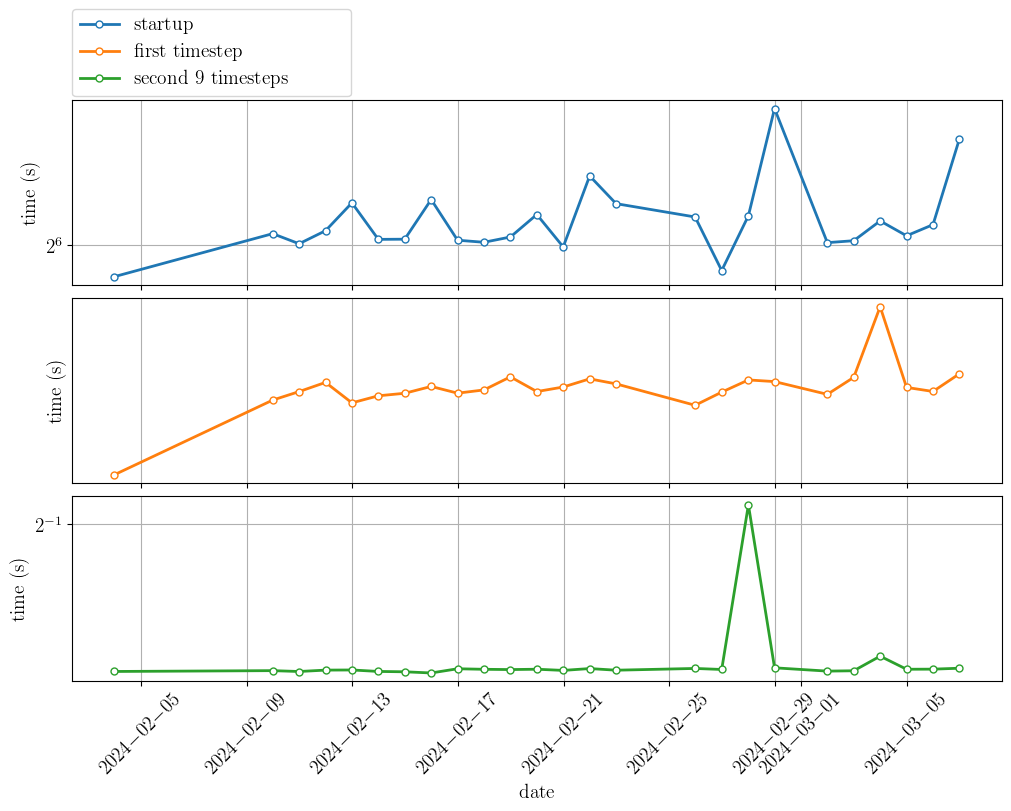 startup
first timestep
second 9 timesteps
time (s)
2⁶
time (s)
time (s)
2⁻¹
2024−02−05
2024−02−09
2024−02−13
2024−02−17
2024−02−21
2024−02−25
2024−02−29
2024−03−01
2024−03−05
date